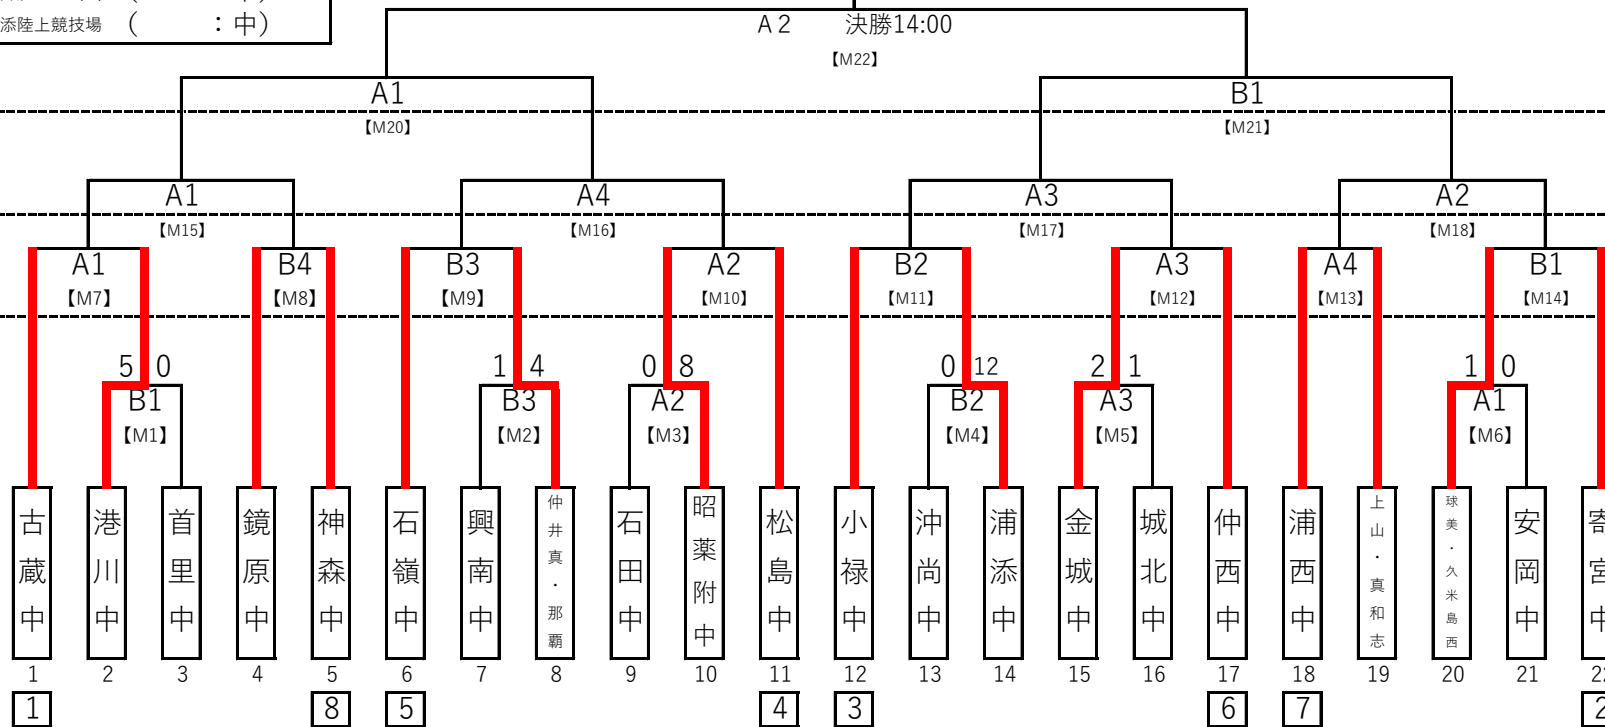 添陸上競技場 ( : 中)
A 2 決勝14:00
【M22】
A1 B1
【M20】 【M21】
A1 A4 A3 A2
【M15】 【M16】 【M17】 【M18】
A1 B4 B3 A2 B2 A3 A4 B1
【M7】 【M8】 【M9】 【M10】 【M11】 【M12】 【M13】 【M14】
5 0 1 4 0 8 0 12 2 1 1 0
B1 B3 A2 B2 A3 A1
【M1】 【M2】 【M3】 【M4】 【M5】 【M6】
古蔵中
港川中
首里中
鏡原中
神森中
石嶺中
興南中
仲井真・那覇
石田中
昭薬附中
松島中
小禄中
沖尚中
浦添中
金城中
城北中
仲西中
浦西中
上山・真和志
球美・久米島西
安岡中
寄宮中
1 2 3 4 5 6 7 8 9 10 11 12 13 14 15 16 17 18 19 20 21 22
1 8 5 4 3 6 7 2